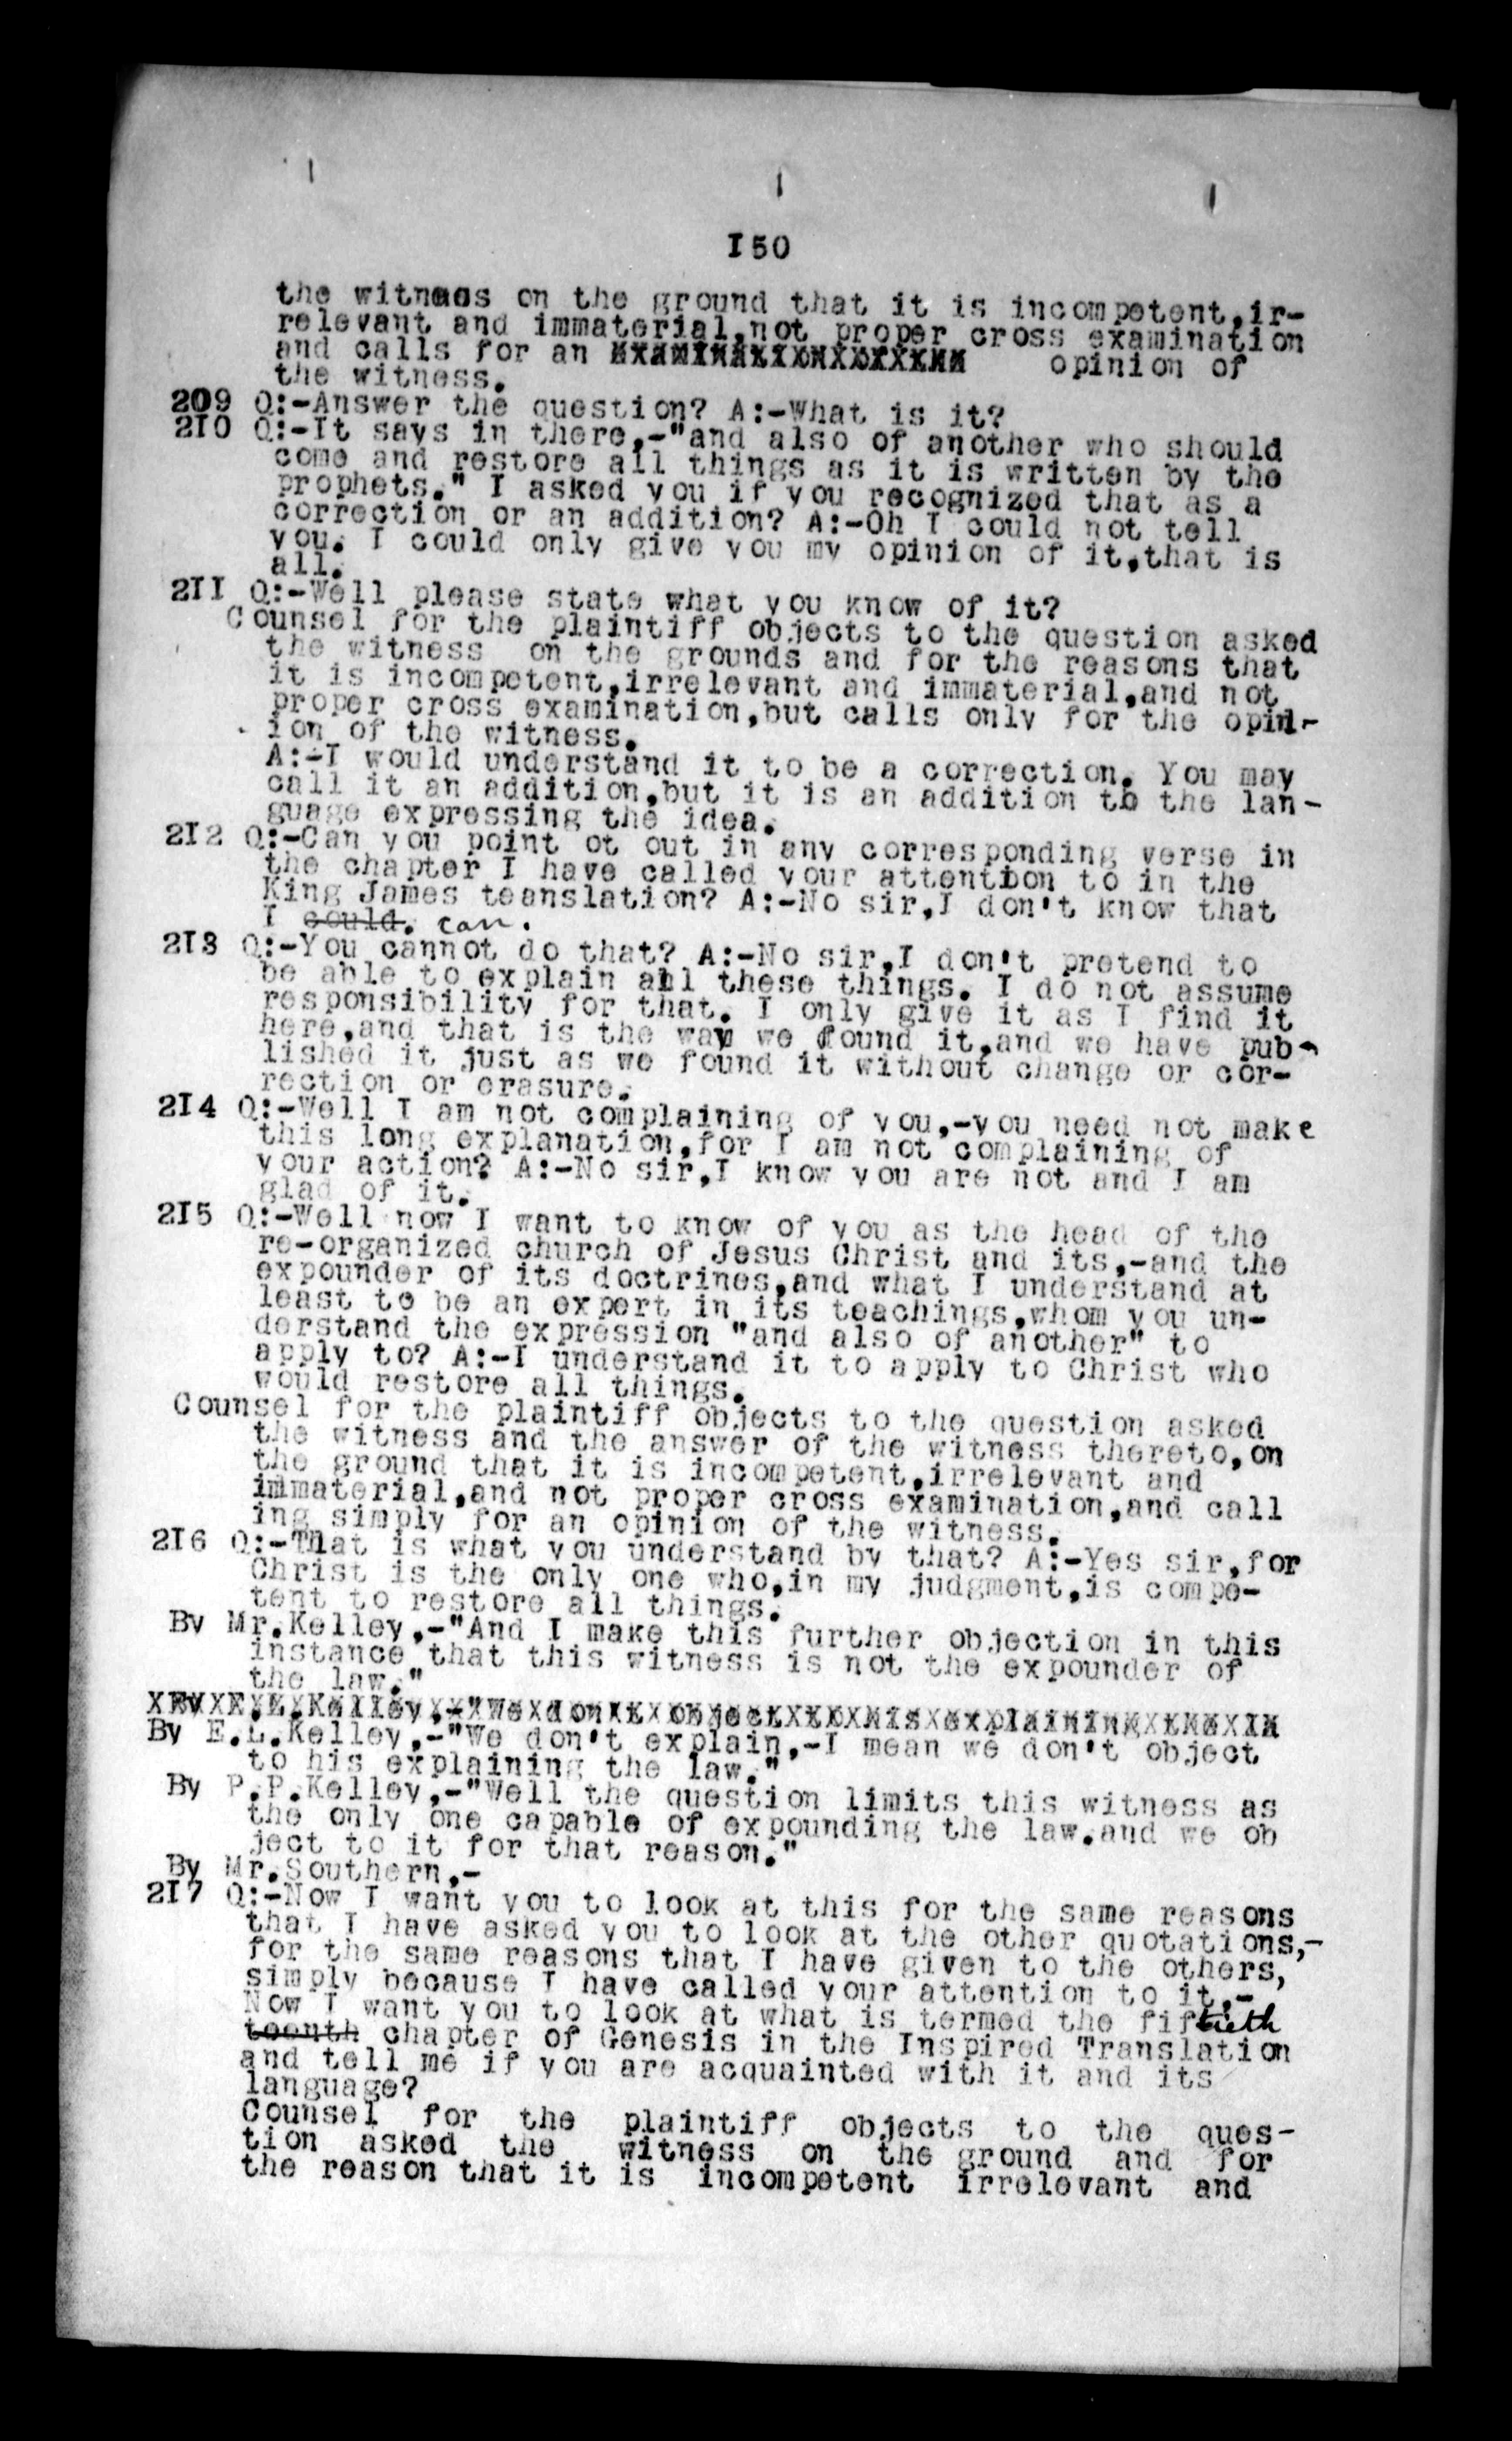 I50
the witness on the ground that it is incompetent,ir-
relevant and immaterial,not proper cross examination
and calls for an opinion of
the witness.
209 Q:-Answer the question? A:-What is it?
2I0 Q:-It says in there,-"and also of another who should
come and restore all things as it is written by the
prophets." I asked you if you recognized that as a
correction or an addition? A:-Oh I could not tell
you. I could only give you my opinion of it,that is
all.
2II Q:-Well please state what you know of it?
Counsel for the plaintiff objects to the question asked
the witness on the grounds and for the reasons that
it is incompetent,irrelevant and immaterial,and not
proper cross examination,but calls only for the opin-
ion of the witness.
A:-I would understand it to be a correction. You may
call it an addition,but it is an addition to the lan-
guage expressing the idea.
2I2 Q:-Can you point ot out in any corresponding verse in
the chapter I have called your attention to in the
King James teanslation? A:-No sir,I don't know that
I could. can.
2I3 Q:-You cannot do that? A:-No sir,I don't pretend to
be able to explain all these things. I do not assume
responsibility for that. I only give it as I find it
here,and that is the way we found it,and we have pub-
lished it just as we found it without change or cor-
rection or erasure.
2I4 Q:-Well I am not complaining of you,-you need not make
this long explanation,for I am not complaining of
your action? A:-No sir,I know you are not and I am
glad of it.
2I5 Q:-Well now I want to know of you as the head of the
re-organized church of Jesus Christ and its,-and the
expounder of its doctrines,and what I understand at
least to be an expert in its teachings,whom you un-
derstand the expression "and also of another" to
apply to? A:-I understand it to apply to Christ who
would restore all things.
Counsel for the plaintiff objects to the question asked
the witness and the answer of the witness thereto,on
the ground that it is incompetent,irrelevant and
immaterial,and not proper cross examination,and call
ing simply for an opinion of the witness.
2I6 Q:-That is what you understand by that? A:-Yes sir,for
Christ is the only one who,in my judgment,is compe-
tent to restore all things.
By Mr.Kelley,-"And I make this further objection in this
instance that this witness is not the expounder of
the law."
XByXE.L.Kelley,-"WeXdon'tXobjectXtoXhisXexplainingXtheXla
By E.L.Kelley,-"We don't explain,-I mean we don't object
to his explaining the law."
By P.P.Kelley,-"Well the question limits this witness as
the only one capable of expounding the law.and we ob
ject to it for that reason."
By Mr.Southern,-
2I7 Q:-Now I want you to look at this for the same reasons
that I have asked you to look at the other quotations,-
for the same reasons that I have given to the others,
simply because I have called your attention to it,-
Now I want you to look at what is termed the fiftieth
teenth chapter of Genesis in the Inspired Translation
and tell me if you are acquainted with it and its
language?
Counsel for the plaintiff objects to the ques-
tion asked the witness on the ground and for
the reason that it is incompetent irrelevant and